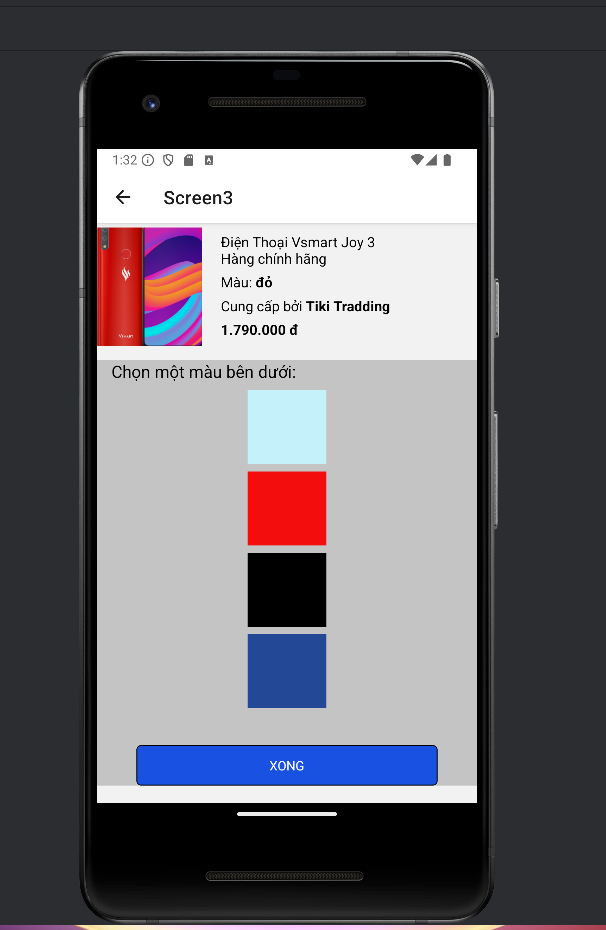 1:32
Screen3
Điện Thoại Vsmart Joy 3
Hàng chính hãng
Màu: đỏ
Cung cấp bởi Tiki Tradding
1.790.000 đ
Chọn một màu bên dưới:
XONG